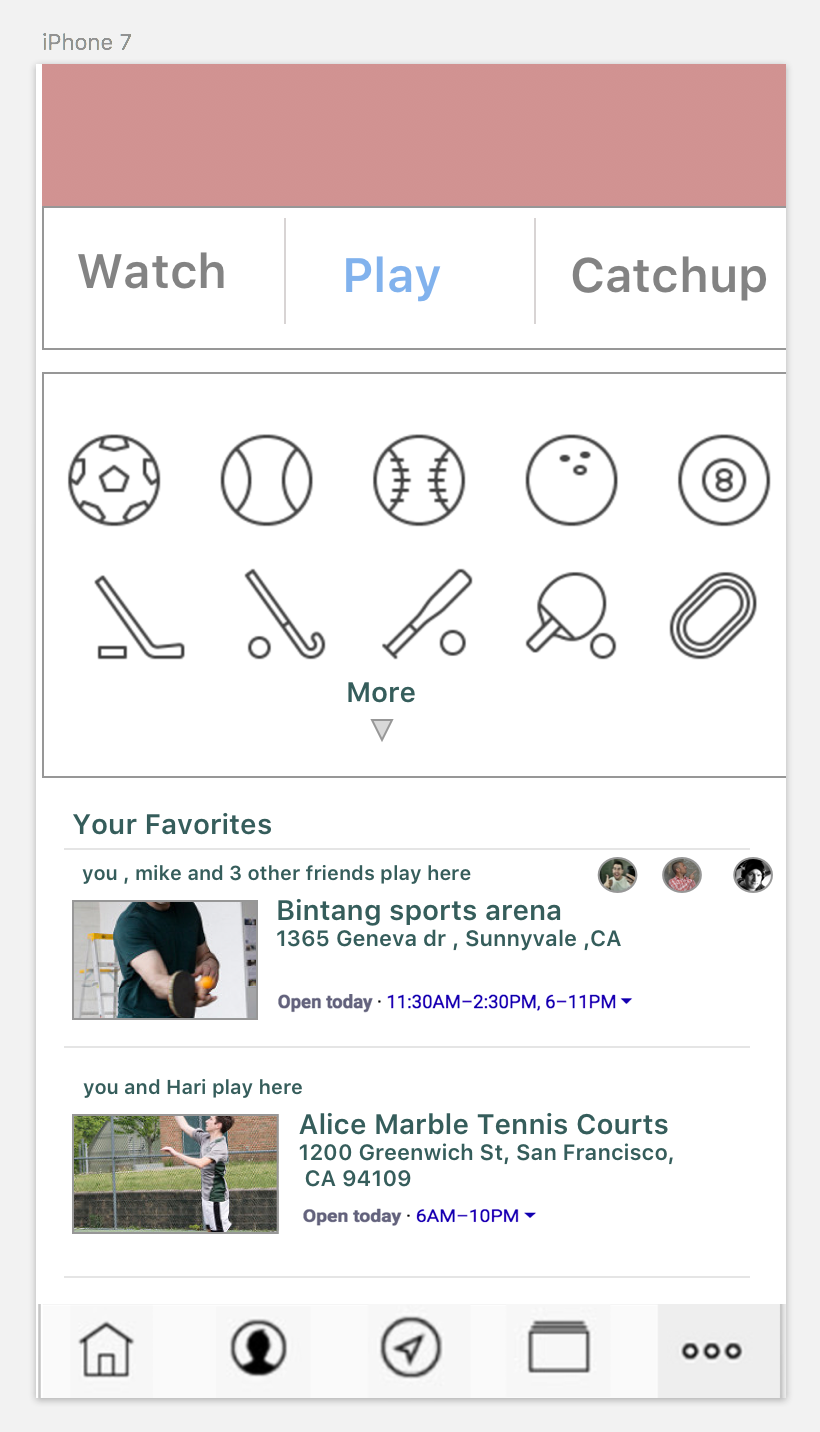 iPhone 7
Watch
Play
Catchup
8
More
Your Favorites
you , mike and 3 other friends play here
Bintang sports arena
1365 Geneva dr , Sunnyvale ,CA
Open today · 11:30AM–2:30PM, 6–11PM
you and Hari play here
Alice Marble Tennis Courts
1200 Greenwich St, San Francisco,
CA 94109
Open today · 6AM–10PM